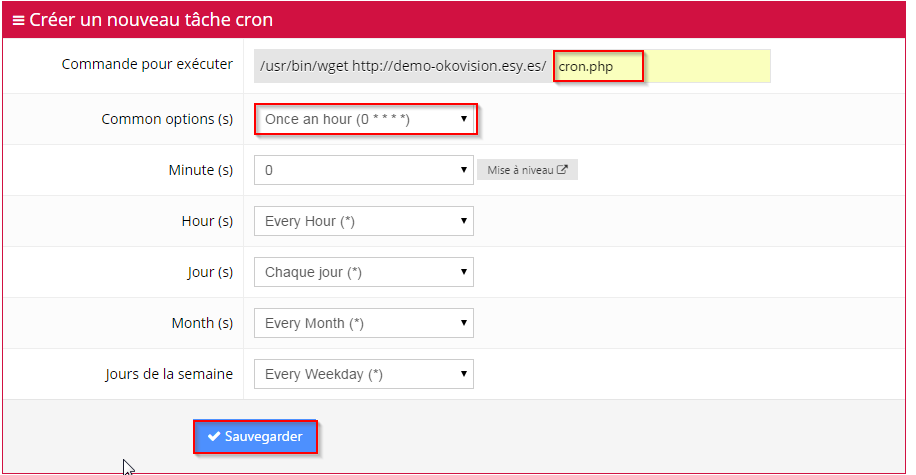 Créer un nouveau tâche cron
Commande pour exécuter /usr/bin/wget http://demo-okovision.esy.es/ cron.php
Common options (s) Once an hour (0 * * * *)
Minute (s) 0 Mise à niveau
Hour (s) Every Hour (*)
Jour (s) Chaque jour (*)
Month (s) Every Month (*)
Jours de la semaine Every Weekday (*)
Sauvegarder